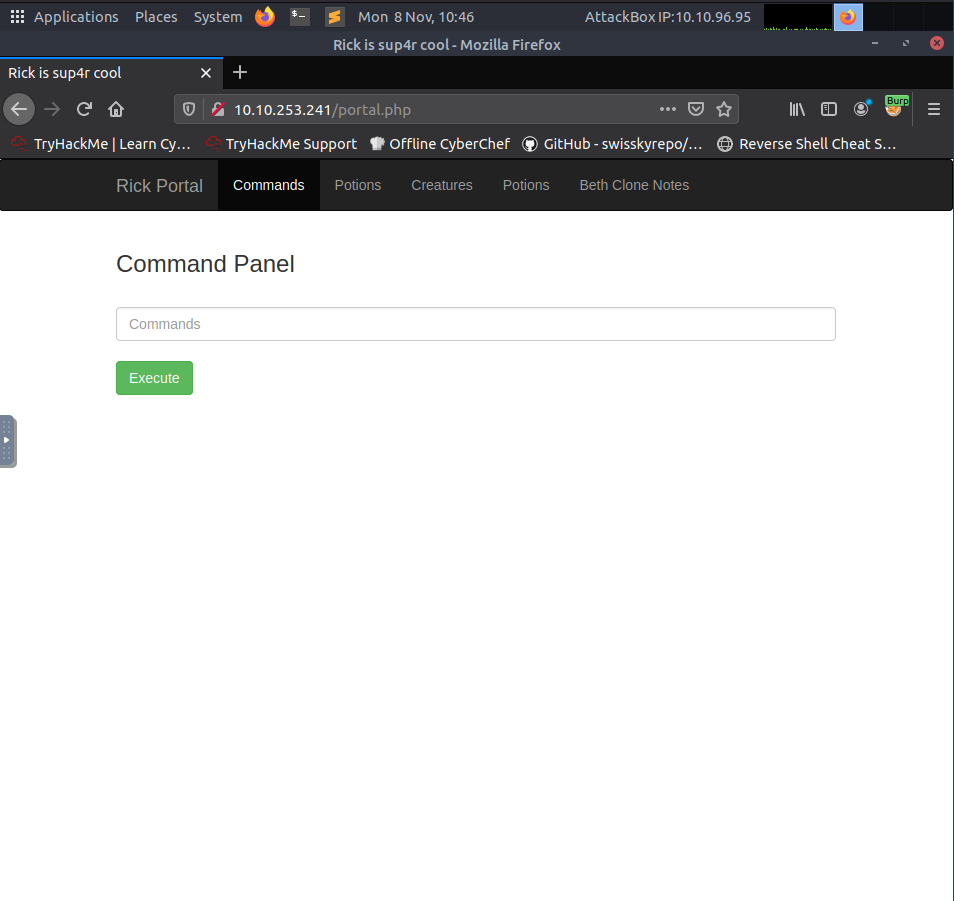 Applications Places System $ - Mon 8 Nov, 10:46 AttackBox IP:10.10.96.95
Rick is sup4r cool - Mozilla Firefox
Rick is sup4r cool
10.10.253.241/portal.php Burp
TryHackMe | Learn Cy… TryHackMe Support Offline CyberChef GitHub - swisskyrepo/… Reverse Shell Cheat S…
Rick Portal Commands Potions Creatures Potions Beth Clone Notes
Command Panel
Commands
Execute